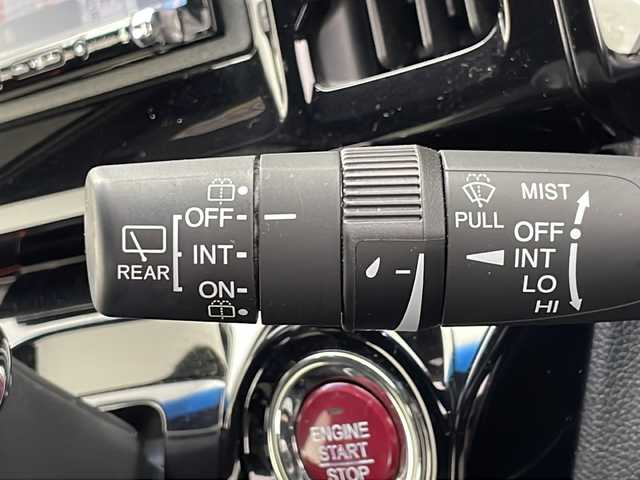 REAR
OFF
INT
ON
PULL
MIST
OFF
INT
LO
HI
ENGINE
START
STOP